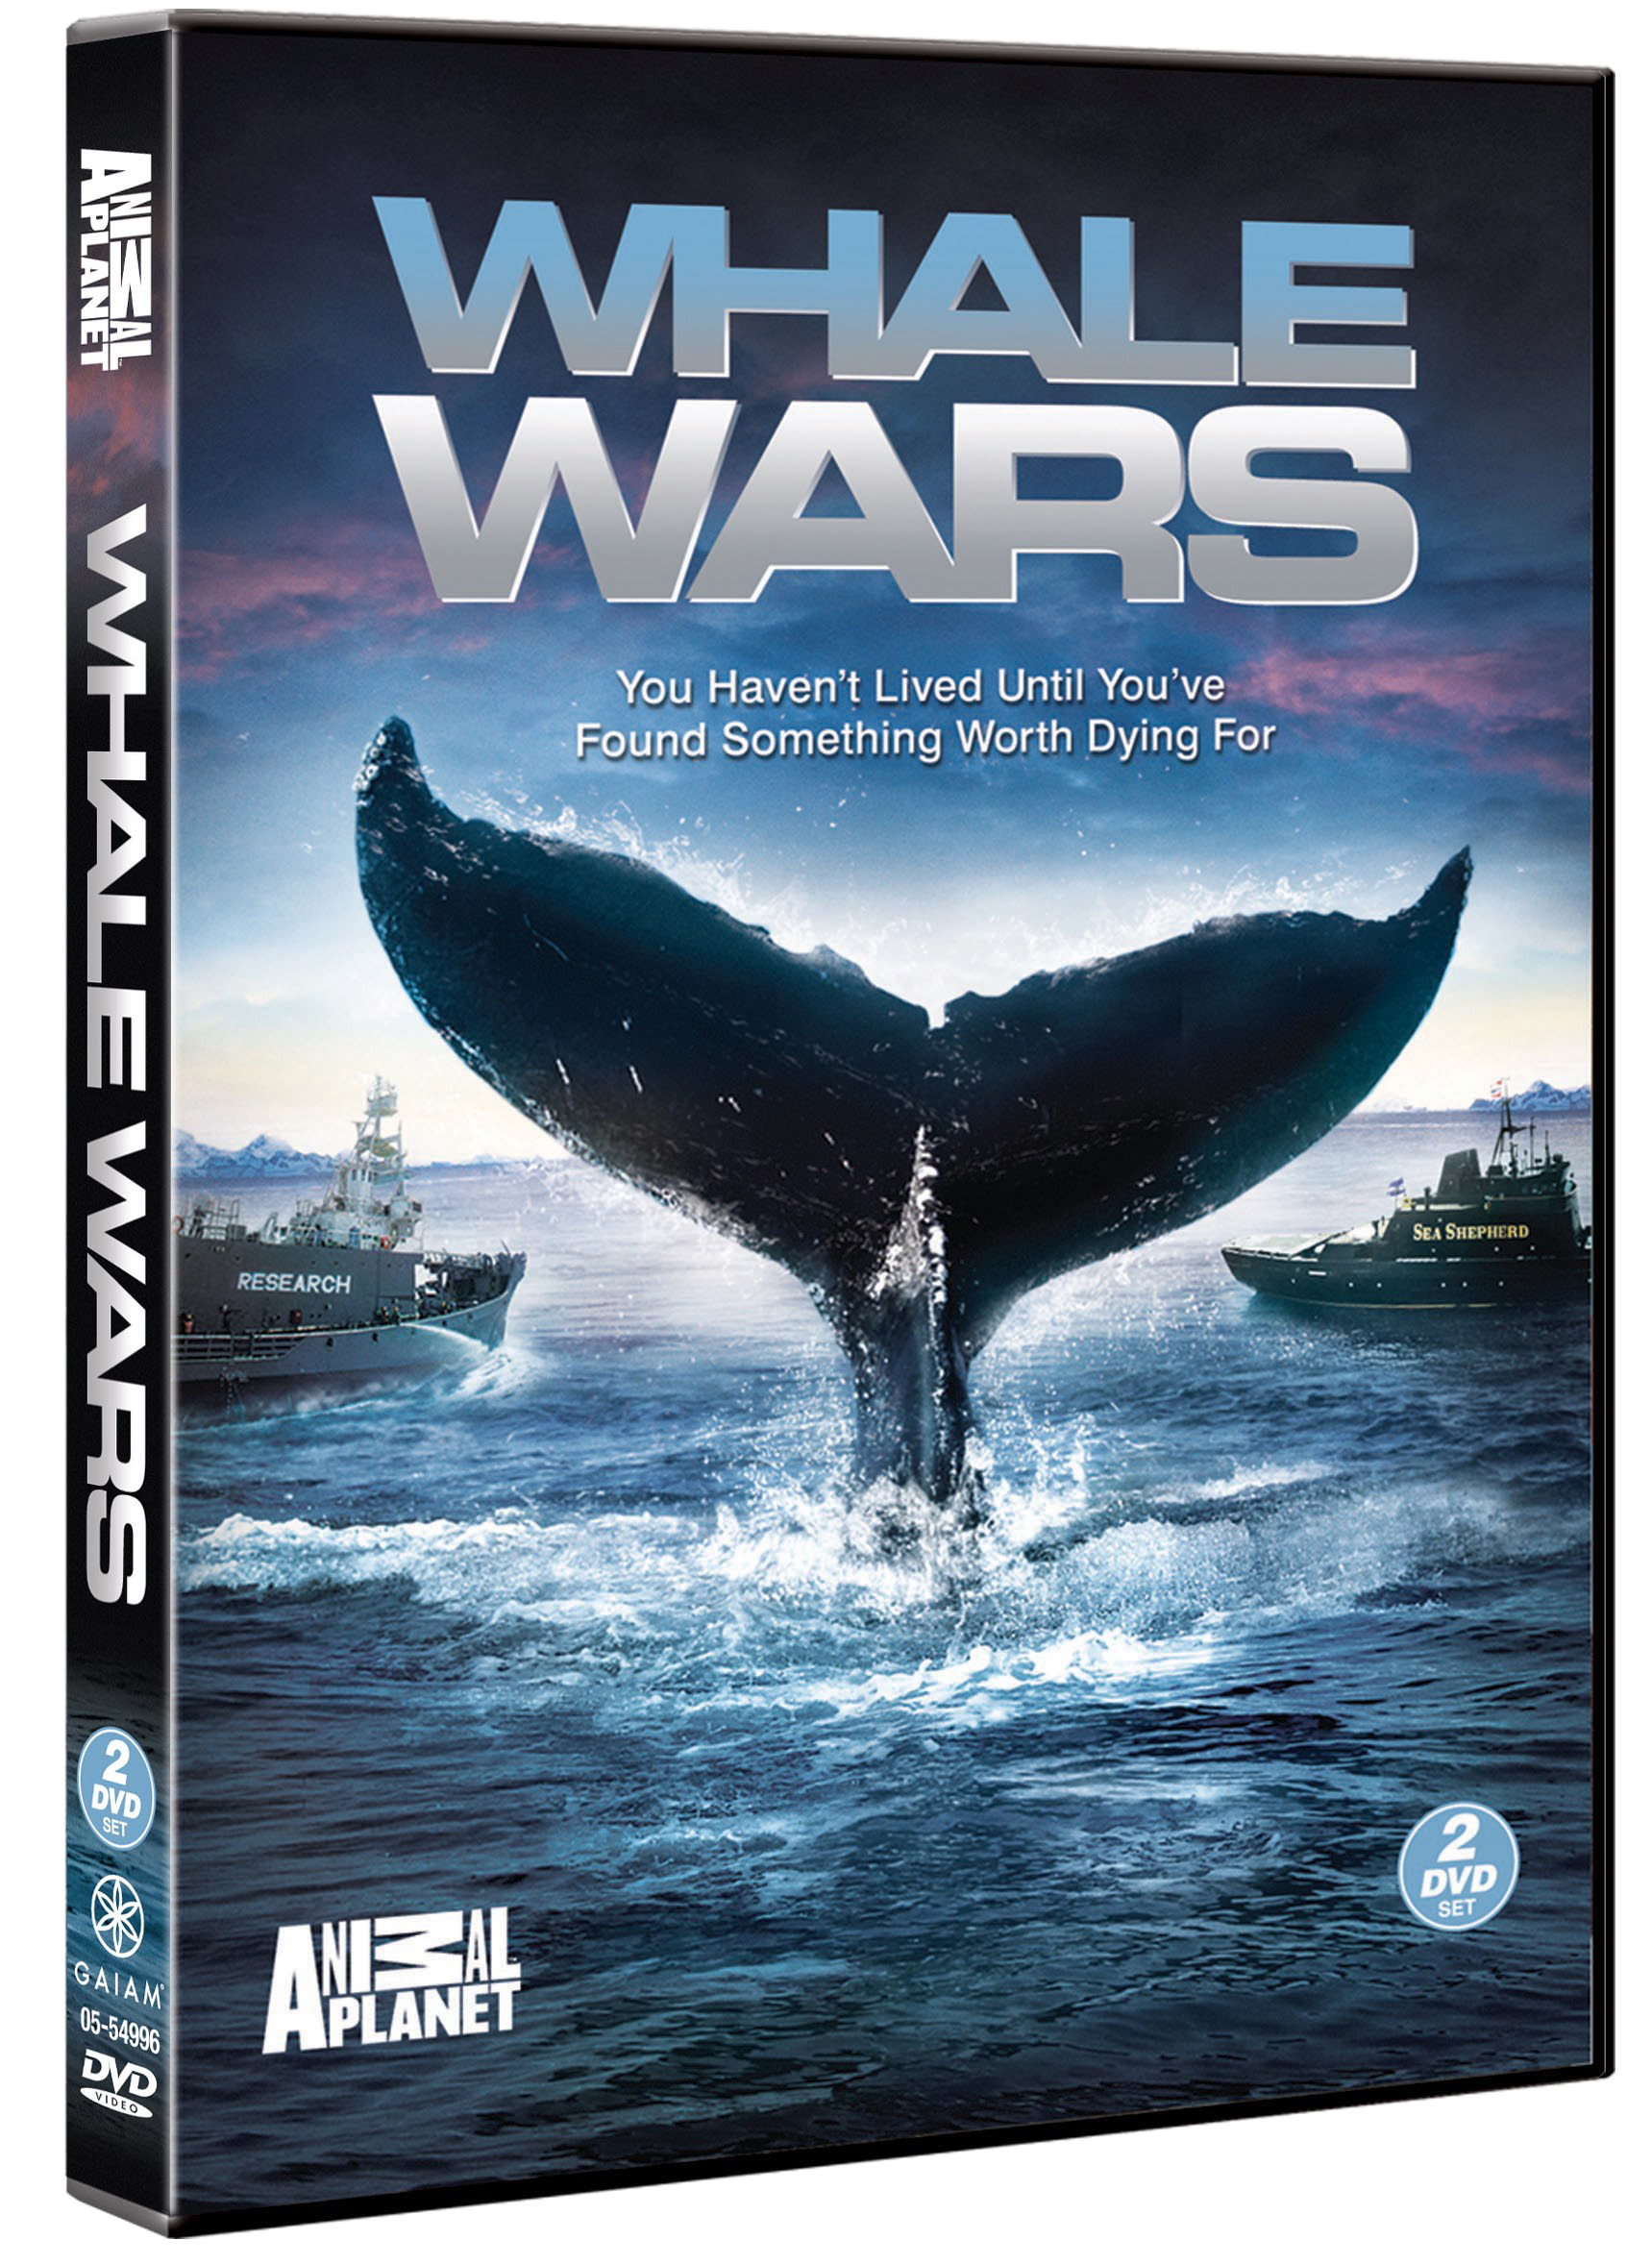 ANIMAL
PLANET
WHALE WARS
2
DVD
SET
GAIAM
05-54996
DVD
VIDEO
WHALE
WARS
You Haven't Lived Until You've
Found Something Worth Dying For
RESEARCH
SEA SHEPHERD
2
DVD
SET
ANIMAL
PLANET